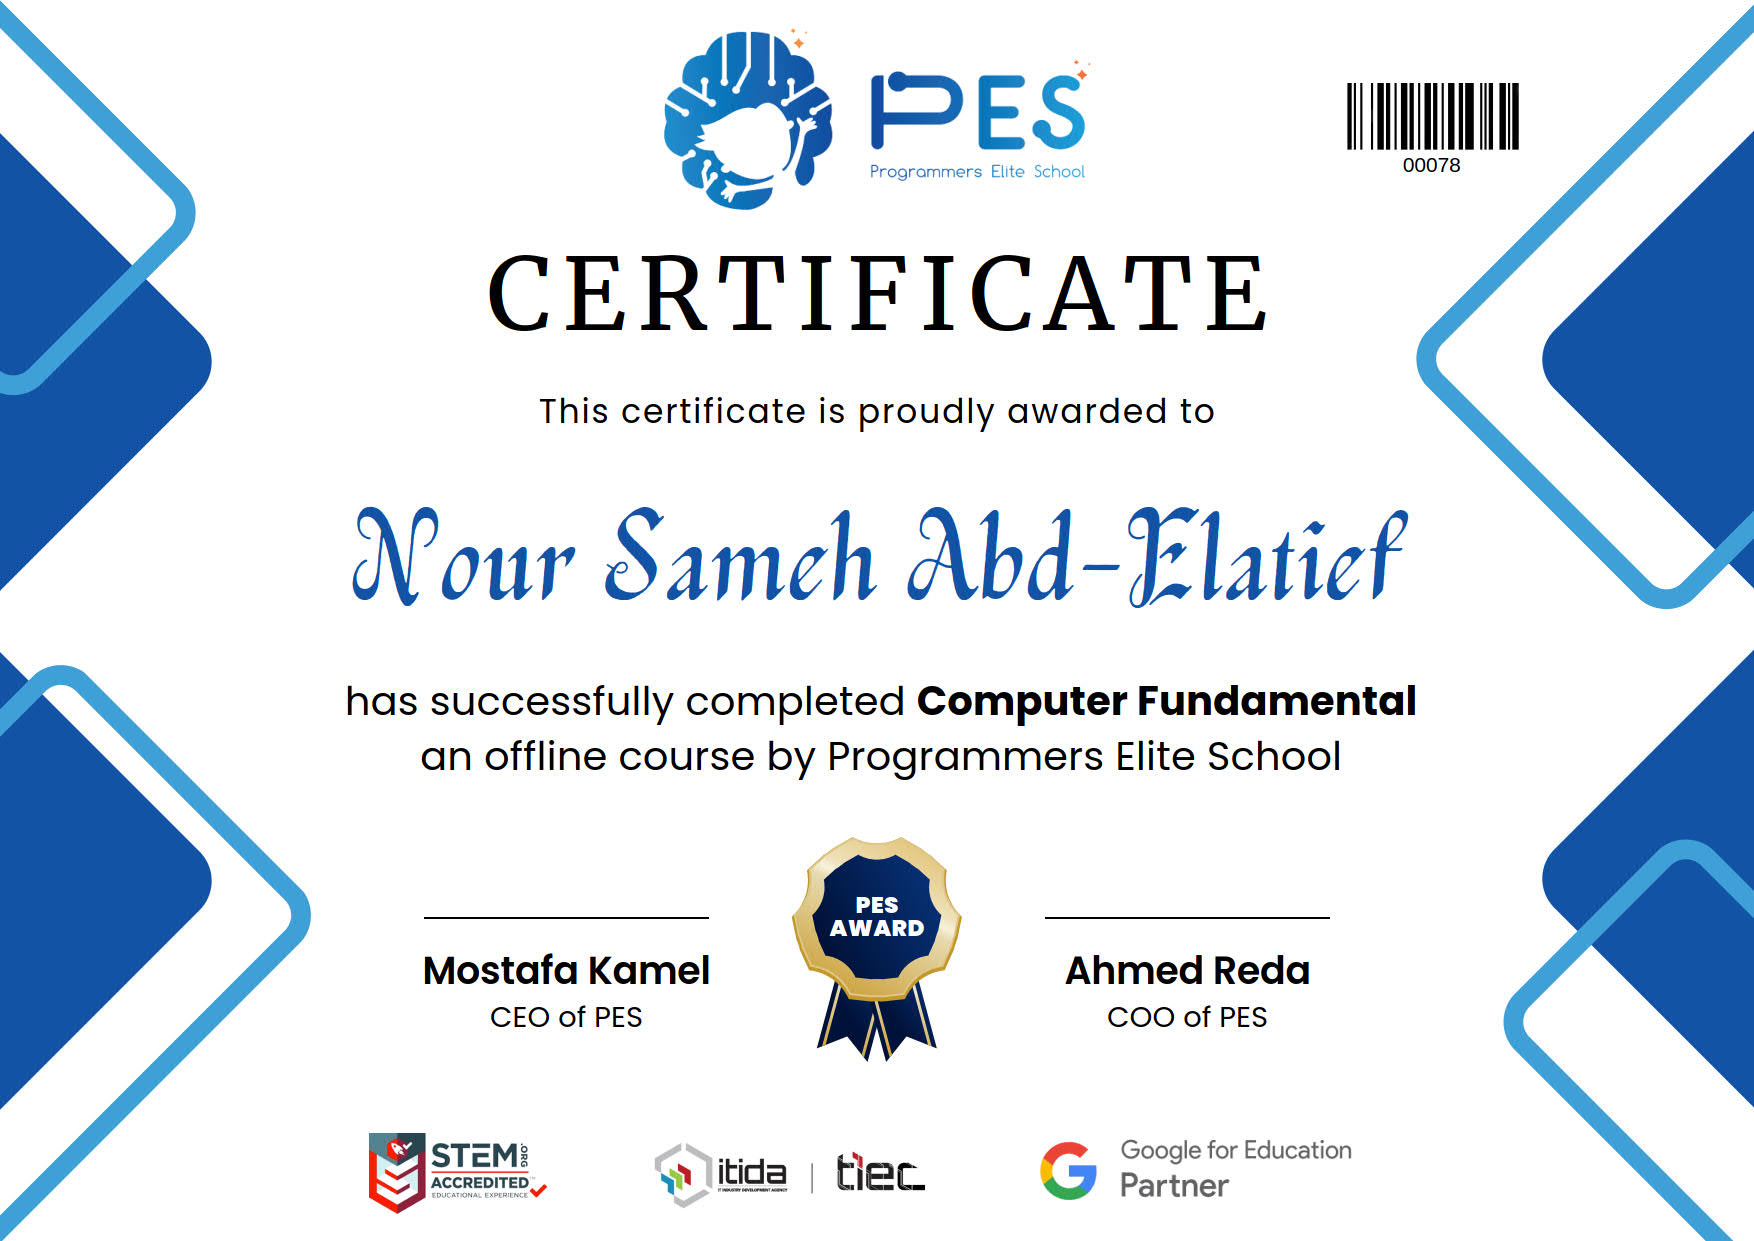 PES
Programmers Elite School
00078
CERTIFICATE
This certificate is proudly awarded to
Nour Sameh Abd-Elatief
has successfully completed Computer Fundamental
an offline course by Programmers Elite School
PES
AWARD
Mostafa Kamel
CEO of PES
Ahmed Reda
COO of PES
STEM.ORG
ACCREDITED™
EDUCATIONAL EXPERIENCE
itida
IT INDUSTRY DEVELOPMENT AGENCY
tiec
Google for Education
Partner